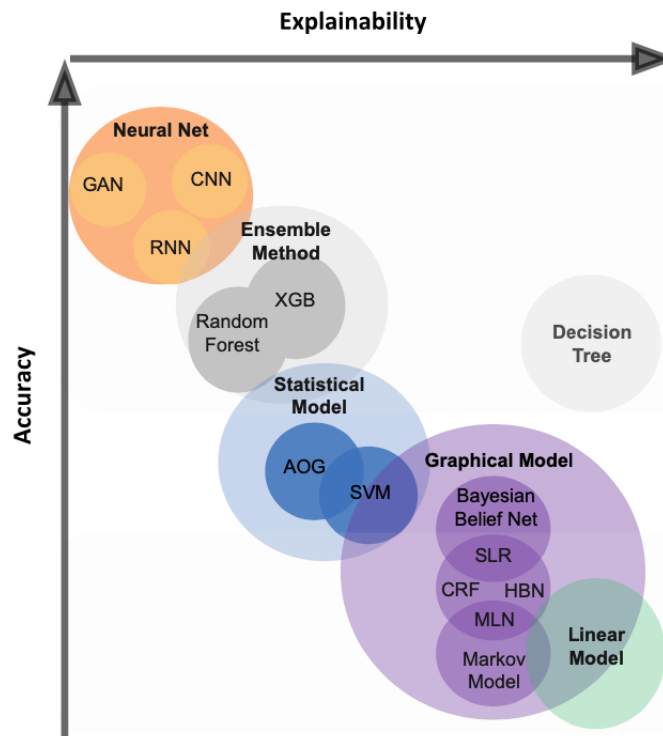 Explainability
Accuracy
Neural Net
GAN
CNN
RNN
Ensemble
Method
XGB
Random
Forest
Decision
Tree
Statistical
Model
AOG
SVM
Graphical Model
Bayesian
Belief Net
SLR
CRF
HBN
MLN
Markov
Model
Linear
Model